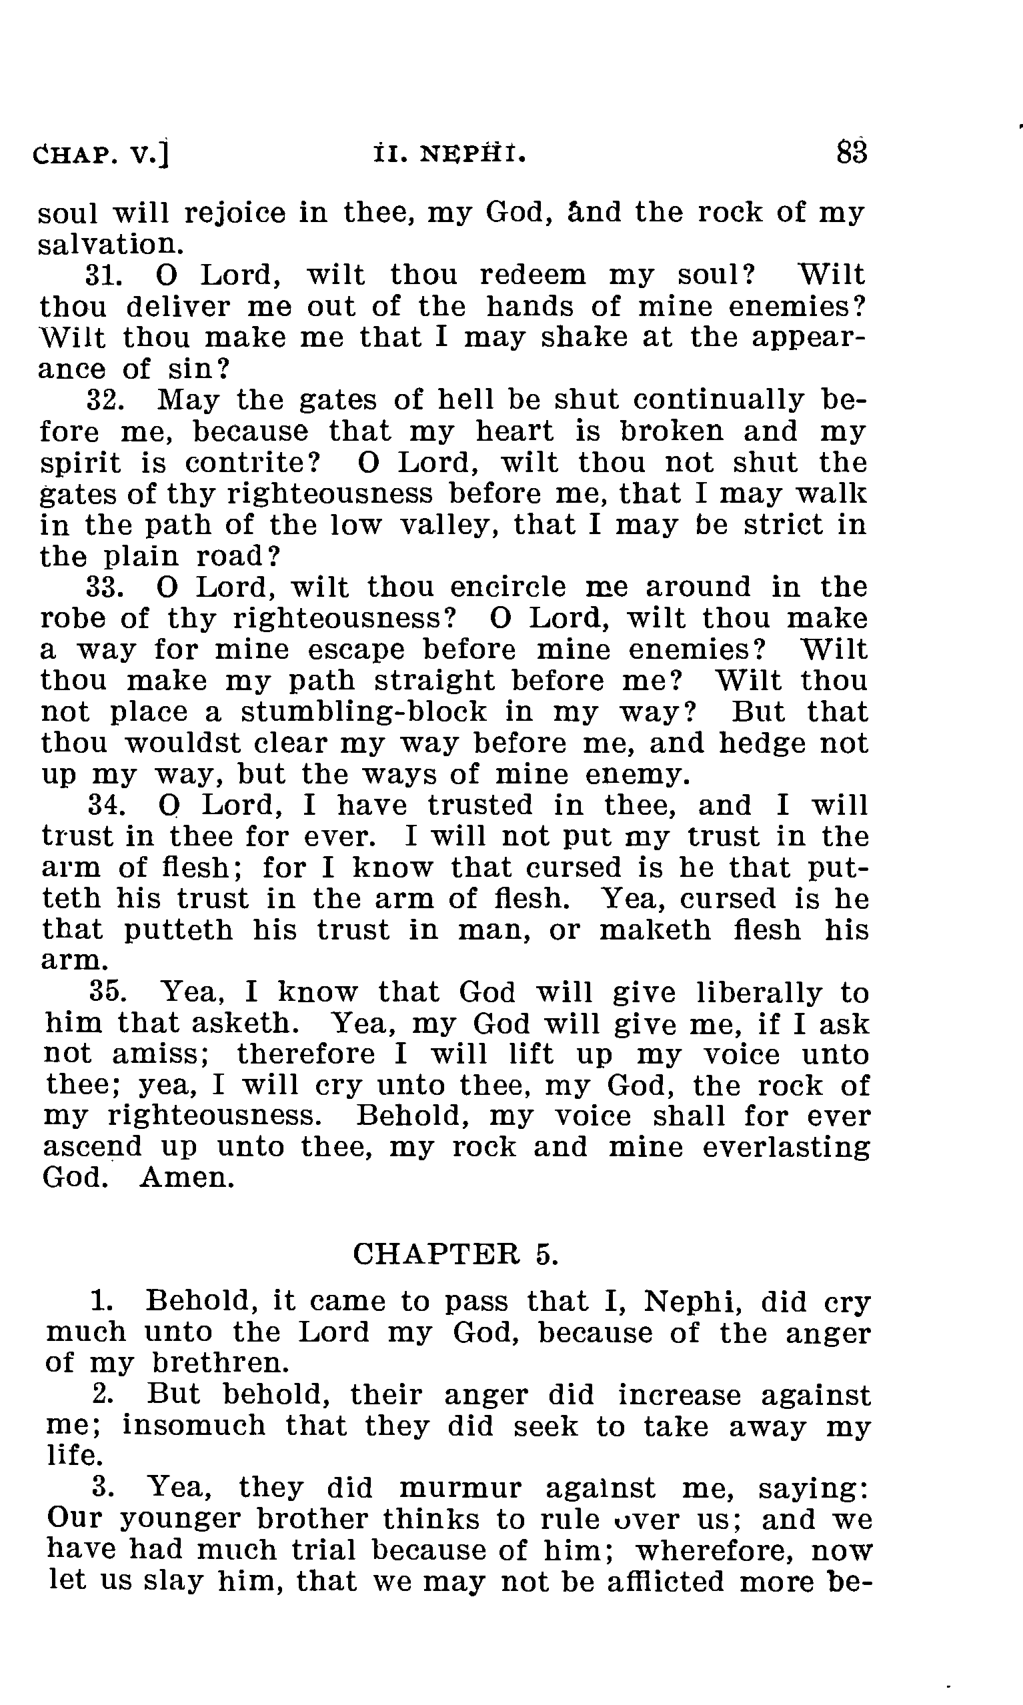 CHAP. V.] II. NEPHI. 83
soul will rejoice in thee, my God, and the rock of my
salvation.
31. O Lord, wilt thou redeem my soul? Wilt
thou deliver me out of the hands of mine enemies?
Wilt thou make me that I may shake at the appear-
ance of sin?
32. May the gates of hell be shut continually be-
fore me, because that my heart is broken and my
spirit is contrite? O Lord, wilt thou not shut the
gates of thy righteousness before me, that I may walk
in the path of the low valley, that I may be strict in
the plain road?
33. O Lord, wilt thou encircle me around in the
robe of thy righteousness? O Lord, wilt thou make
a way for mine escape before mine enemies? Wilt
thou make my path straight before me? Wilt thou
not place a stumbling-block in my way? But that
thou wouldst clear my way before me, and hedge not
up my way, but the ways of mine enemy.
34. O Lord, I have trusted in thee, and I will
trust in thee for ever. I will not put my trust in the
arm of flesh; for I know that cursed is he that put-
teth his trust in the arm of flesh. Yea, cursed is he
that putteth his trust in man, or maketh flesh his
arm.
35. Yea, I know that God will give liberally to
him that asketh. Yea, my God will give me, if I ask
not amiss; therefore I will lift up my voice unto
thee; yea, I will cry unto thee, my God, the rock of
my righteousness. Behold, my voice shall for ever
ascend up unto thee, my rock and mine everlasting
God. Amen.
CHAPTER 5.
1. Behold, it came to pass that I, Nephi, did cry
much unto the Lord my God, because of the anger
of my brethren.
2. But behold, their anger did increase against
me; insomuch that they did seek to take away my
life.
3. Yea, they did murmur against me, saying:
Our younger brother thinks to rule over us; and we
have had much trial because of him; wherefore, now
let us slay him, that we may not be afflicted more be-